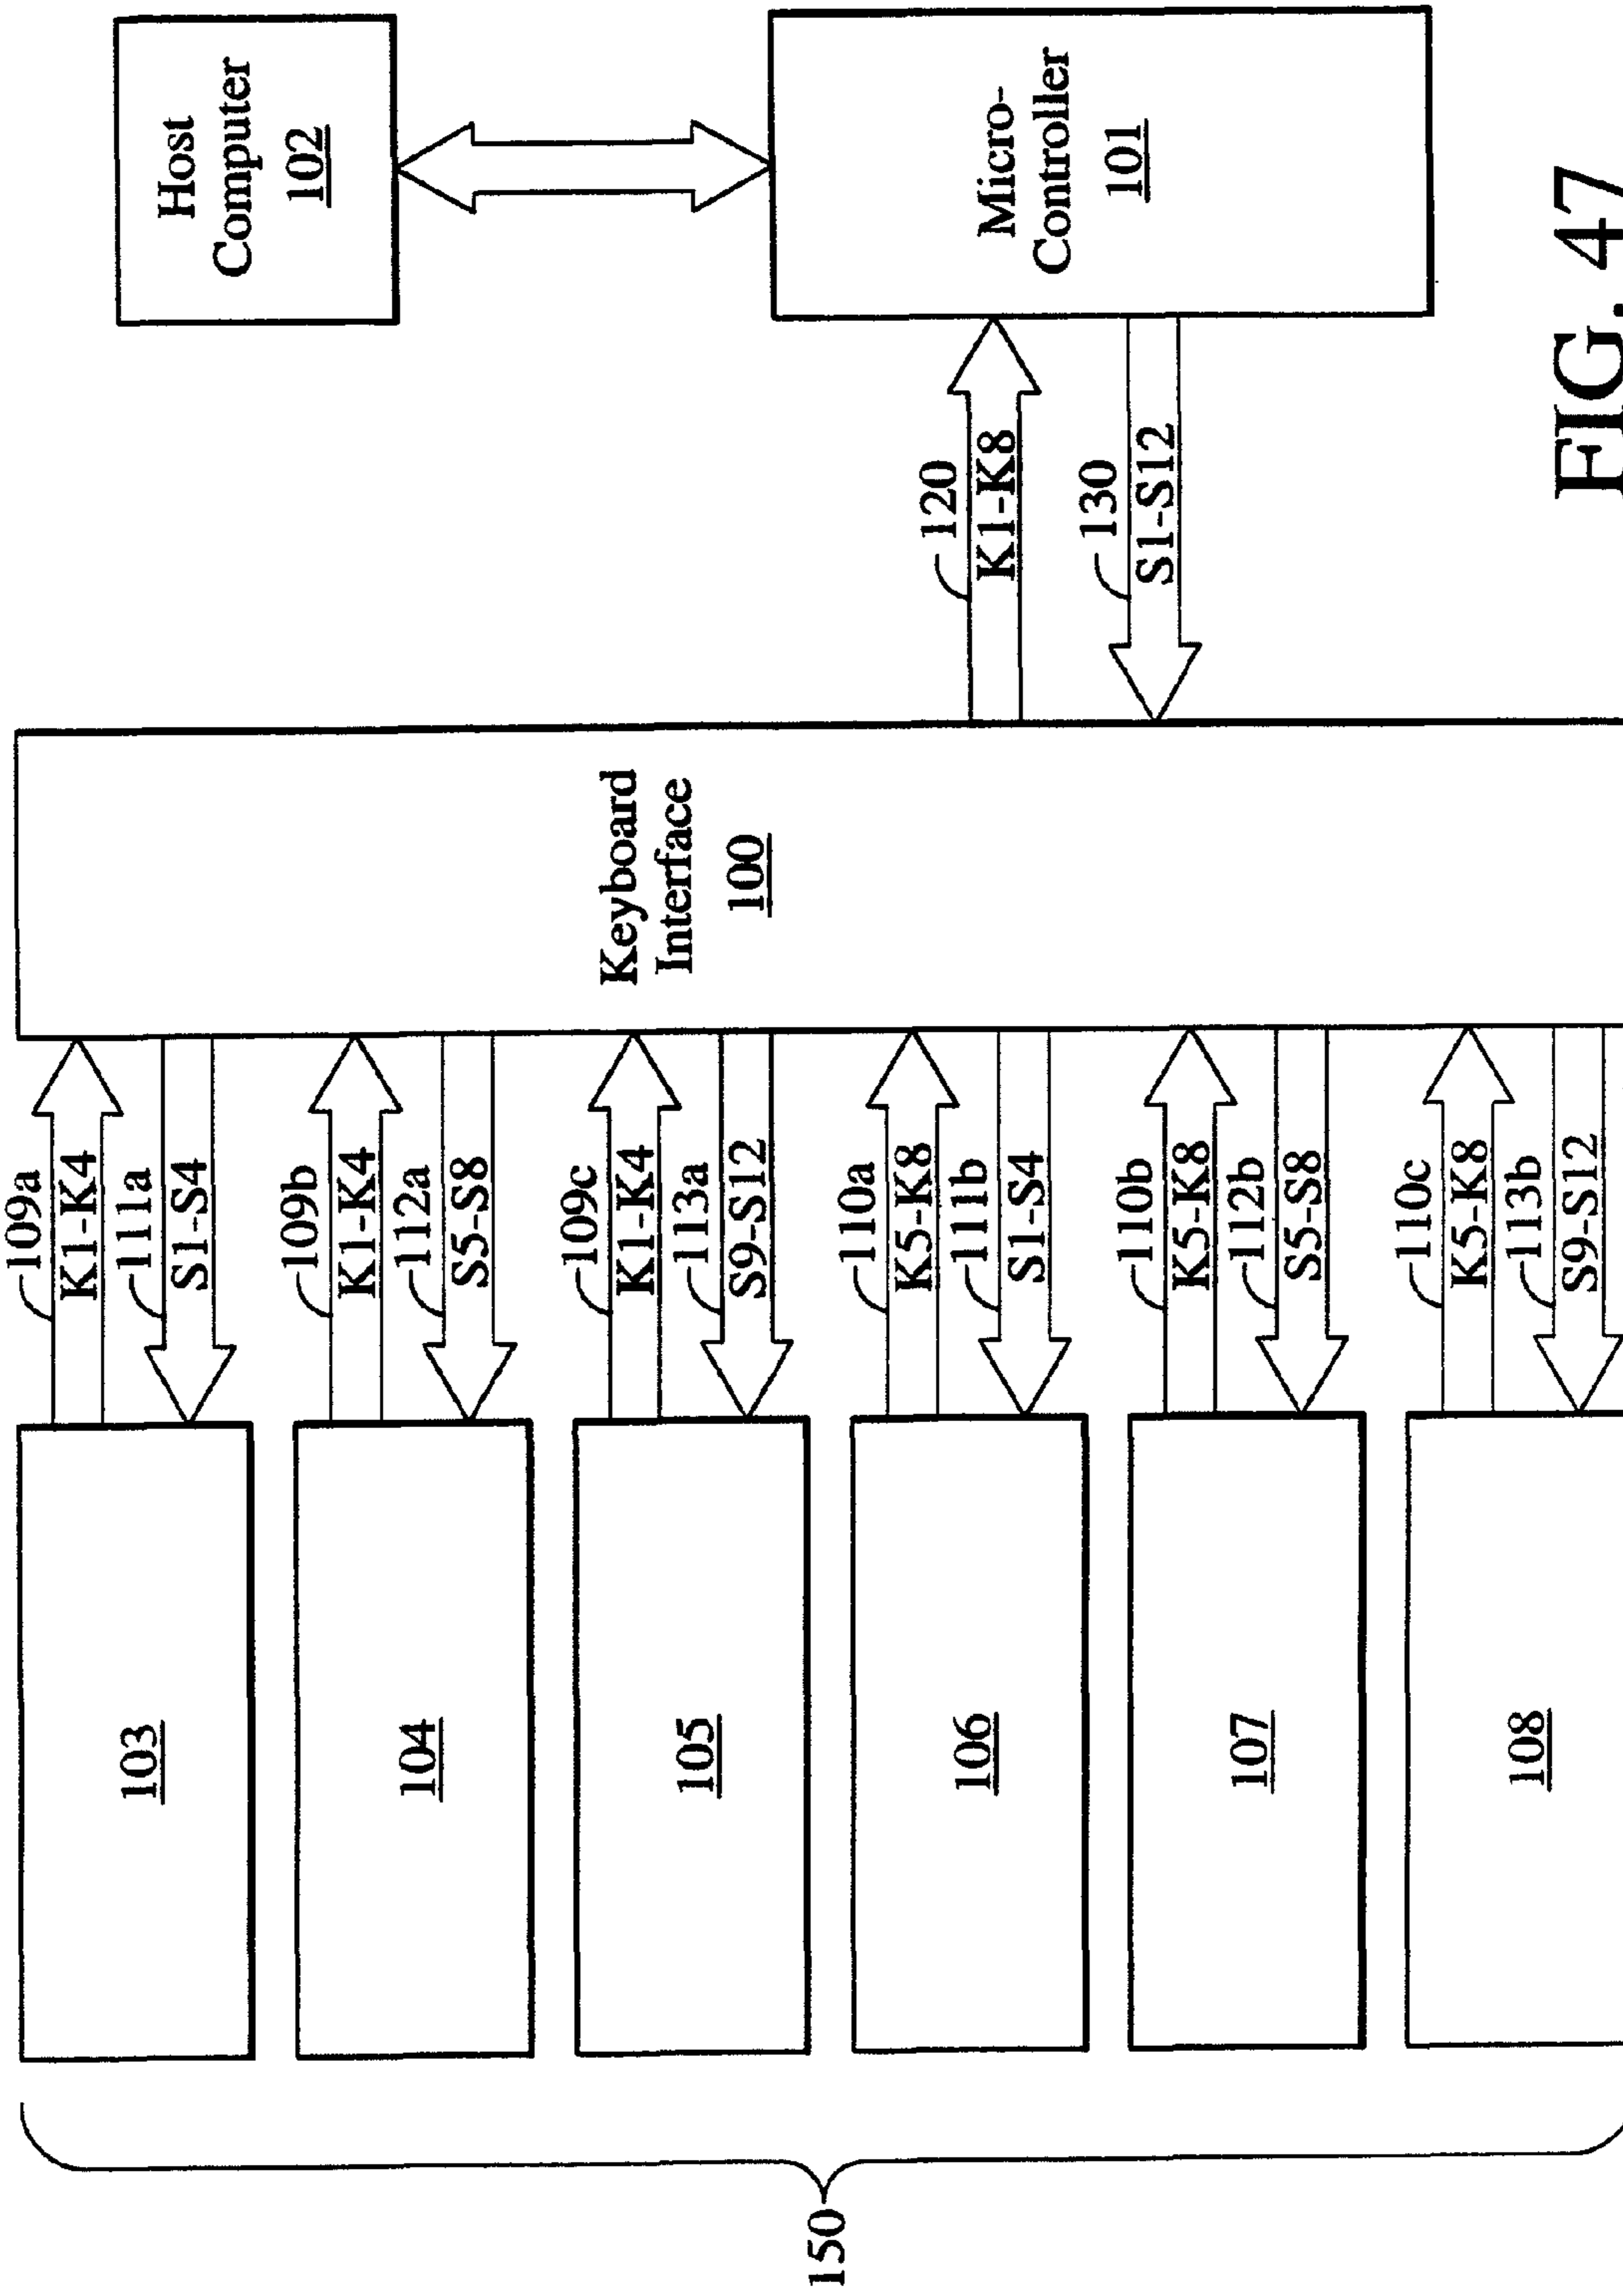 Host
Computer
102
Micro-
Controller
101
120
K1-K8
130
S1-S12
Keyboard
Interface
100
109a
K1-K4
111a
S1-S4
109b
K1-K4
112a
S5-S8
109c
K1-K4
113a
S9-S12
110a
K5-K8
111b
S1-S4
110b
K5-K8
112b
S5-S8
110c
K5-K8
113b
S9-S12
103
104
105
106
107
108
150
FIG. 47